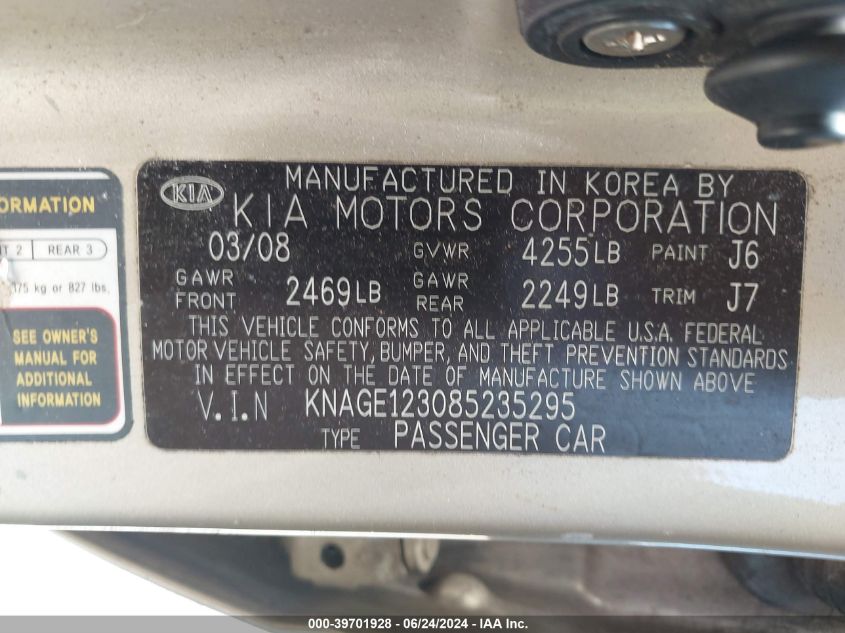 ORMATION
T 2 REAR 3
175 kg or 827 lbs.
SEE OWNER'S
MANUAL FOR
ADDITIONAL
INFORMATION
KIA
MANUFACTURED IN KOREA BY
KIA MOTORS CORPORATION
03/08 GVWR 4255LB PAINT J6
GAWR FRONT 2469LB GAWR REAR 2249LB TRIM J7
THIS VEHICLE CONFORMS TO ALL APPLICABLE U.S.A. FEDERAL
MOTOR VEHICLE SAFETY, BUMPER, AND THEFT PREVENTION STANDARDS
IN EFFECT ON THE DATE OF MANUFACTURE SHOWN ABOVE
V.I.N KNAGE123085235295
TYPE PASSENGER CAR
000-39701928 - 06/24/2024 - IAA Inc.